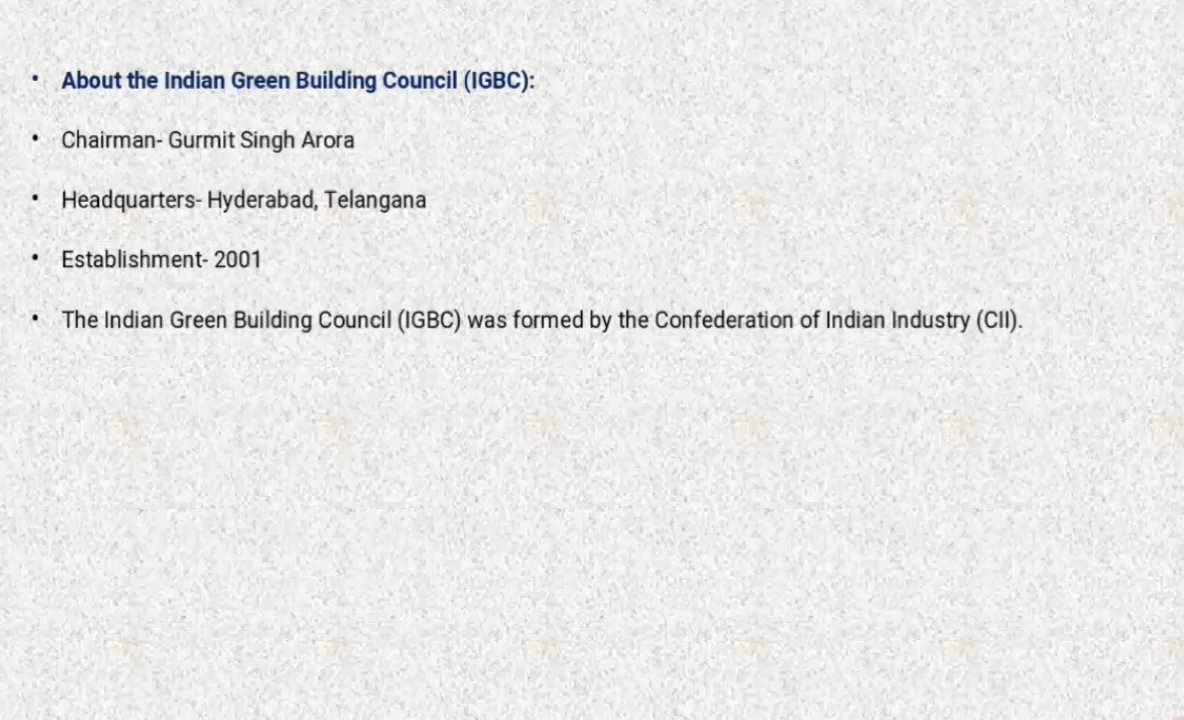 • About the Indian Green Building Council (IGBC):
• Chairman- Gurmit Singh Arora
• Headquarters- Hyderabad, Telangana
• Establishment- 2001
• The Indian Green Building Council (IGBC) was formed by the Confederation of Indian Industry (CII).